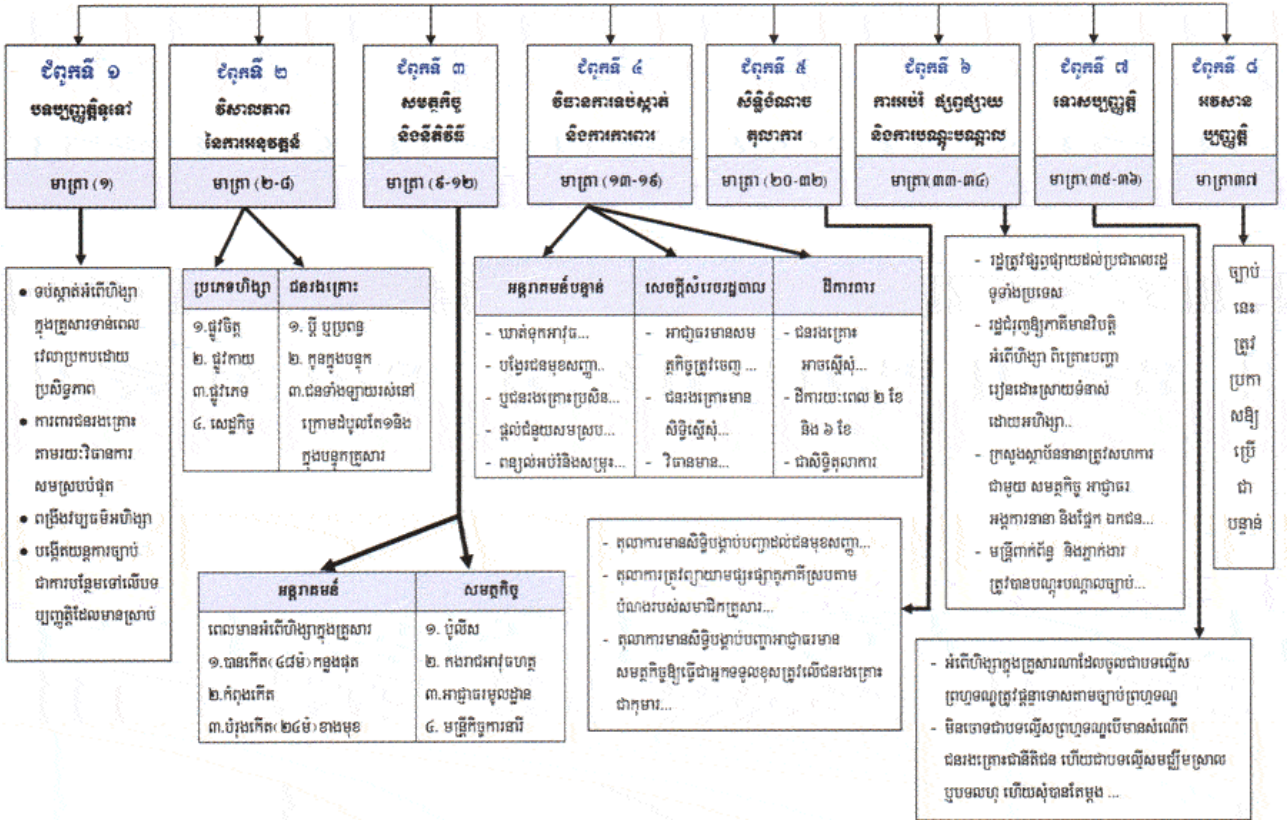 ជំពូកទី ១
បទប្បញ្ញត្តិទូទៅ
មាត្រា (១)
ជំពូកទី ២
វិសាលភាព
នៃការអនុវត្តន៍
មាត្រា (២-៨)
ជំពូកទី ៣
សមត្ថកិច្ច
និងនីតិវិធី
មាត្រា (៩-១២)
ជំពូកទី ៤
វិធានការទប់ស្កាត់
និងការការពារ
មាត្រា (១៣-១៩)
ជំពូកទី ៥
សិទ្ធិអំណាច
តុលាការ
មាត្រា (២០-៣២)
ជំពូកទី ៦
ការអប់រំ ផ្សព្វផ្សាយ
និងការបណ្តុះបណ្តាល
មាត្រា(៣៣-៣៤)
ជំពូកទី ៧
ទោសប្បញ្ញត្តិ
មាត្រា(៣៥-៣៦)
ជំពូកទី ៨
អវសាន
ប្បញ្ញត្តិ
មាត្រា៣៧
• ទប់ស្កាត់អំពើហិង្សា
ក្នុងគ្រួសារទាន់ពេល
វេលាប្រកបដោយ
ប្រសិទ្ធភាព
• ការពារជនរងគ្រោះ
តាមរយៈវិធានការ
សមស្របបំផុត
• ពង្រឹងវប្បធម៌អហិង្សា
• បង្កើតយន្តការច្បាប់
ជាការបន្ថែមទៅលើបទ
ប្បញ្ញត្តិដែលមានស្រាប់
ប្រភេទហិង្សា
១.ផ្លូវចិត្ត
២. ផ្លូវកាយ
៣.ផ្លូវភេទ
៤. សេដ្ឋកិច្ច
ជនរងគ្រោះ
១. ប្តី ឬប្រពន្ធ
២. កូនក្នុងបន្ទុក
៣.ជនទាំងឡាយរស់នៅ
ក្រោមដំបូលតែ១និង
ក្នុងបន្ទុកគ្រួសារ
អន្តរាគមន៍បន្ទាន់
- ឃាត់ទុកអាវុធ...
- បង្វែរជនមុខសញ្ញា..
- ឬជនរងគ្រោះប្រសិន...
- ផ្តល់ជំនួយសមស្រប...
- ពន្យល់អប់រំនិងសម្រុះ...
សេចក្តីសំរេចរដ្ឋបាល
- អាជ្ញាធរមានសម
ត្ថកិច្ចត្រូវចេញ ...
- ជនរងគ្រោះមាន
សិទ្ធិស្នើសុំ...
- វិធានមាន...
ដីការពារ
- ជនរងគ្រោះ
អាចស្នើសុំ...
- ដីការយ:ពេល ២ ខែ
និង ៦ ខែ
- ជាសិទ្ធិតុលាការ
- រដ្ឋត្រូវផ្សព្វផ្សាយដល់ប្រជាពលរដ្ឋ
ទូទាំងប្រទេស
- រដ្ឋជំរុញឱ្យភាគីមានវិបត្តិ
អំពើហិង្សា ពិគ្រោះបញ្ហា
រៀនដោះស្រាយទំនាស់
ដោយអហិង្សា..
- ក្រសួងស្ថាប័ននានាត្រូវសហការ
ជាមួយ សមត្ថកិច្ច អាជ្ញាធរ
អង្គការនានា និងផ្នែក ឯកជន...
- មន្ត្រីពាក់ព័ន្ធ និងភ្នាក់ងារ
ត្រូវបានបណ្តុះបណ្តាលច្បាប់...
ច្បាប់
នេះ
ត្រូវ
ប្រកា
សឱ្យ
ប្រើ
ជា
បន្ទាន់
អន្តរាគមន៍
ពេលមានអំពើហិង្សាក្នុងគ្រួសារ
១.បានកើត(៤៨ម៉)កន្លងផុត
២.កំពុងកើត
៣.បំរុងកើត(២៤ម៉)ខាងមុខ
សមត្ថកិច្ច
១. ប៉ូលីស
២. កងរាជអាវុធហត្ថ
៣.អាជ្ញាធរមូលដ្ឋាន
៤. មន្ត្រីកិច្ចការនារី
- តុលាការមានសិទ្ធិបង្គាប់បញ្ជាដល់ជនមុខសញ្ញា...
- តុលាការត្រូវព្យាយាមផ្សះផ្សាគូភាគីស្របតាម
បំណងរបស់សមាជិកគ្រួសារ...
- តុលាការមានសិទ្ធិបង្គាប់បញ្ជាអាជ្ញាធរមាន
សមត្ថកិច្ចឱ្យធ្វើជាអ្នកទទួលខុសត្រូវលើជនរងគ្រោះ
ជាកុមារ...
- អំពើហិង្សាក្នុងគ្រួសារណាដែលចូលជាបទល្មើស
ព្រហ្មទណ្ឌត្រូវផ្តន្ទាទោសតាមច្បាប់ព្រហ្មទណ្ឌ
- មិនចោទជាបទល្មើសព្រហ្មទណ្ឌបើមានសំណើពី
ជនរងគ្រោះជានីតិជន ហើយជាបទល្មើសមជ្ឈឹមស្រាល
ឬបទលហុ ហើយសុំបានតែម្តង ...